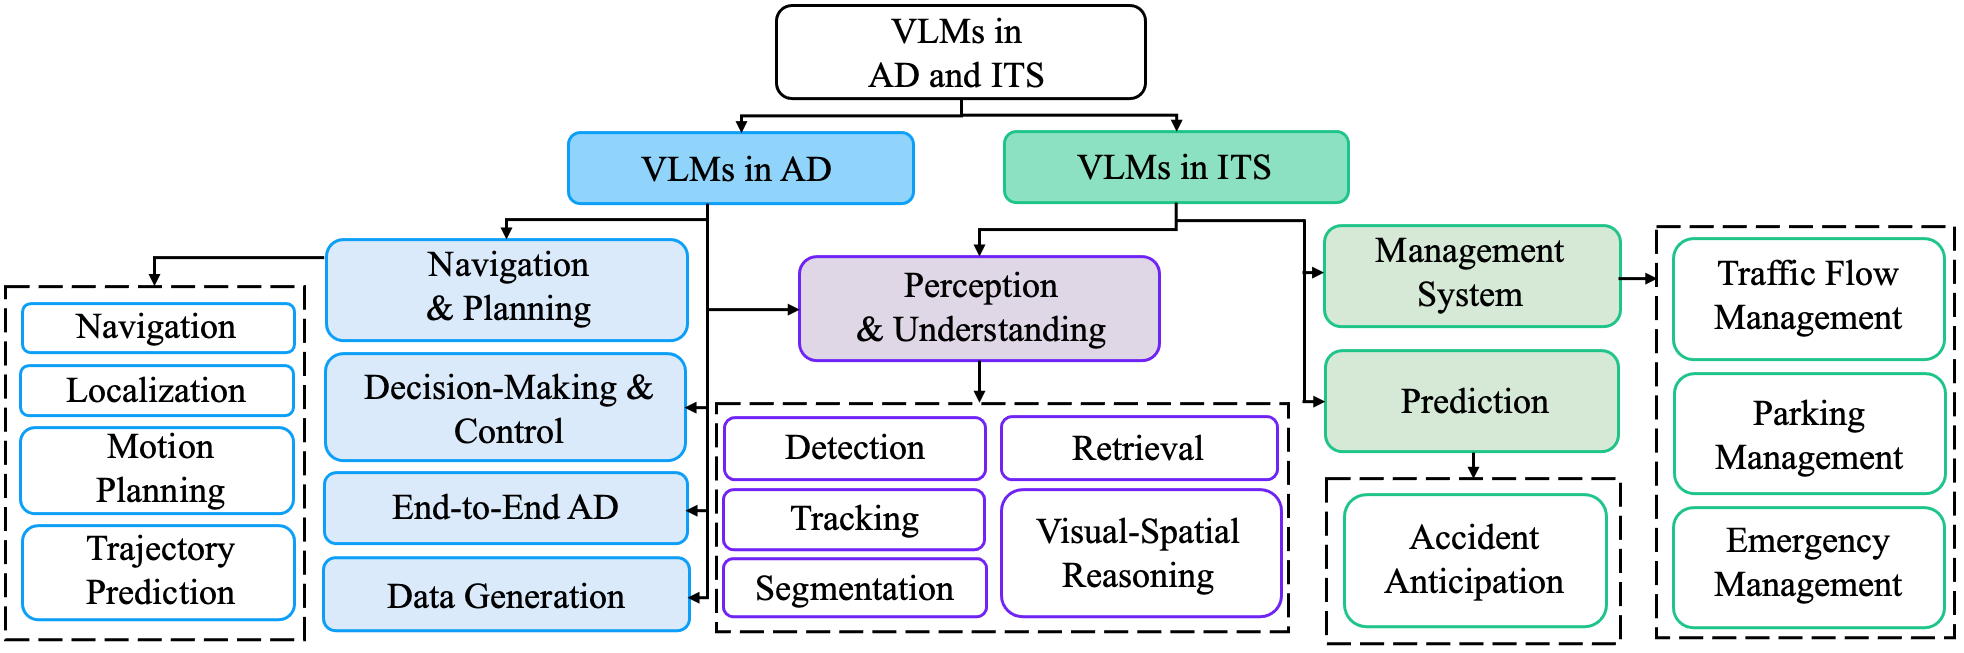 VLMs in
AD and ITS
VLMs in AD
VLMs in ITS
Navigation
& Planning
Navigation
Localization
Motion
Planning
Trajectory
Prediction
Decision-Making &
Control
End-to-End AD
Data Generation
Perception
& Understanding
Detection
Retrieval
Tracking
Visual-Spatial
Reasoning
Segmentation
Management
System
Prediction
Accident
Anticipation
Traffic Flow
Management
Parking
Management
Emergency
Management